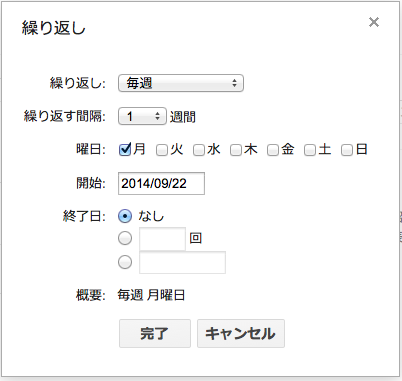 繰り返し
繰り返し: 毎週
繰り返す間隔: 1 週間
曜日: 月 火 水 木 金 土 日
開始: 2014/09/22
終了日: なし
回
概要: 毎週 月曜日
完了 キャンセル